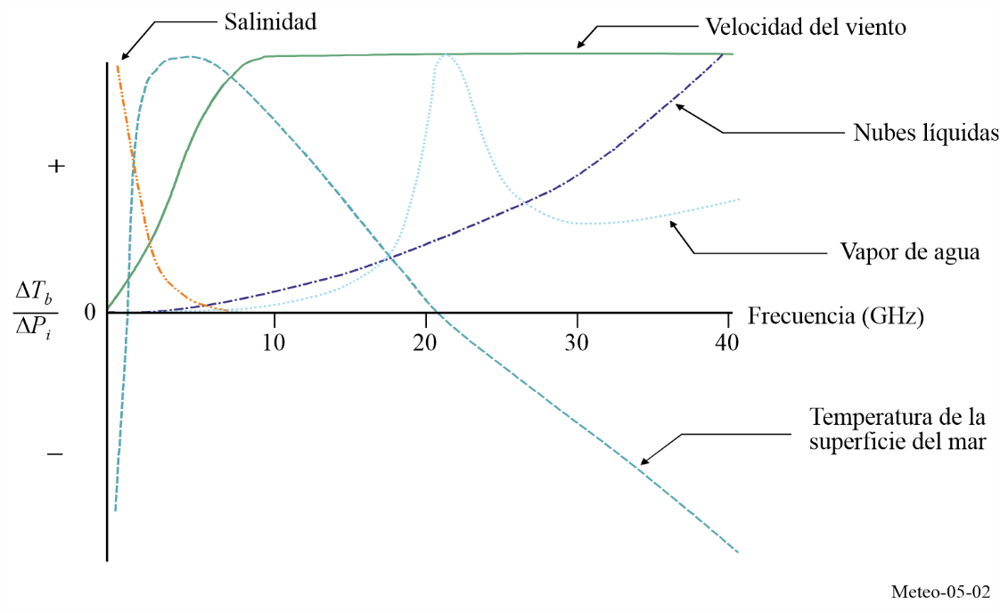 Salinidad
Velocidad del viento
Nubes líquidas
+
Vapor de agua
ΔT_b
ΔP_i
0
Frecuencia (GHz)
10 20 30 40
Temperatura de la
superficie del mar
–
Meteo-05-02